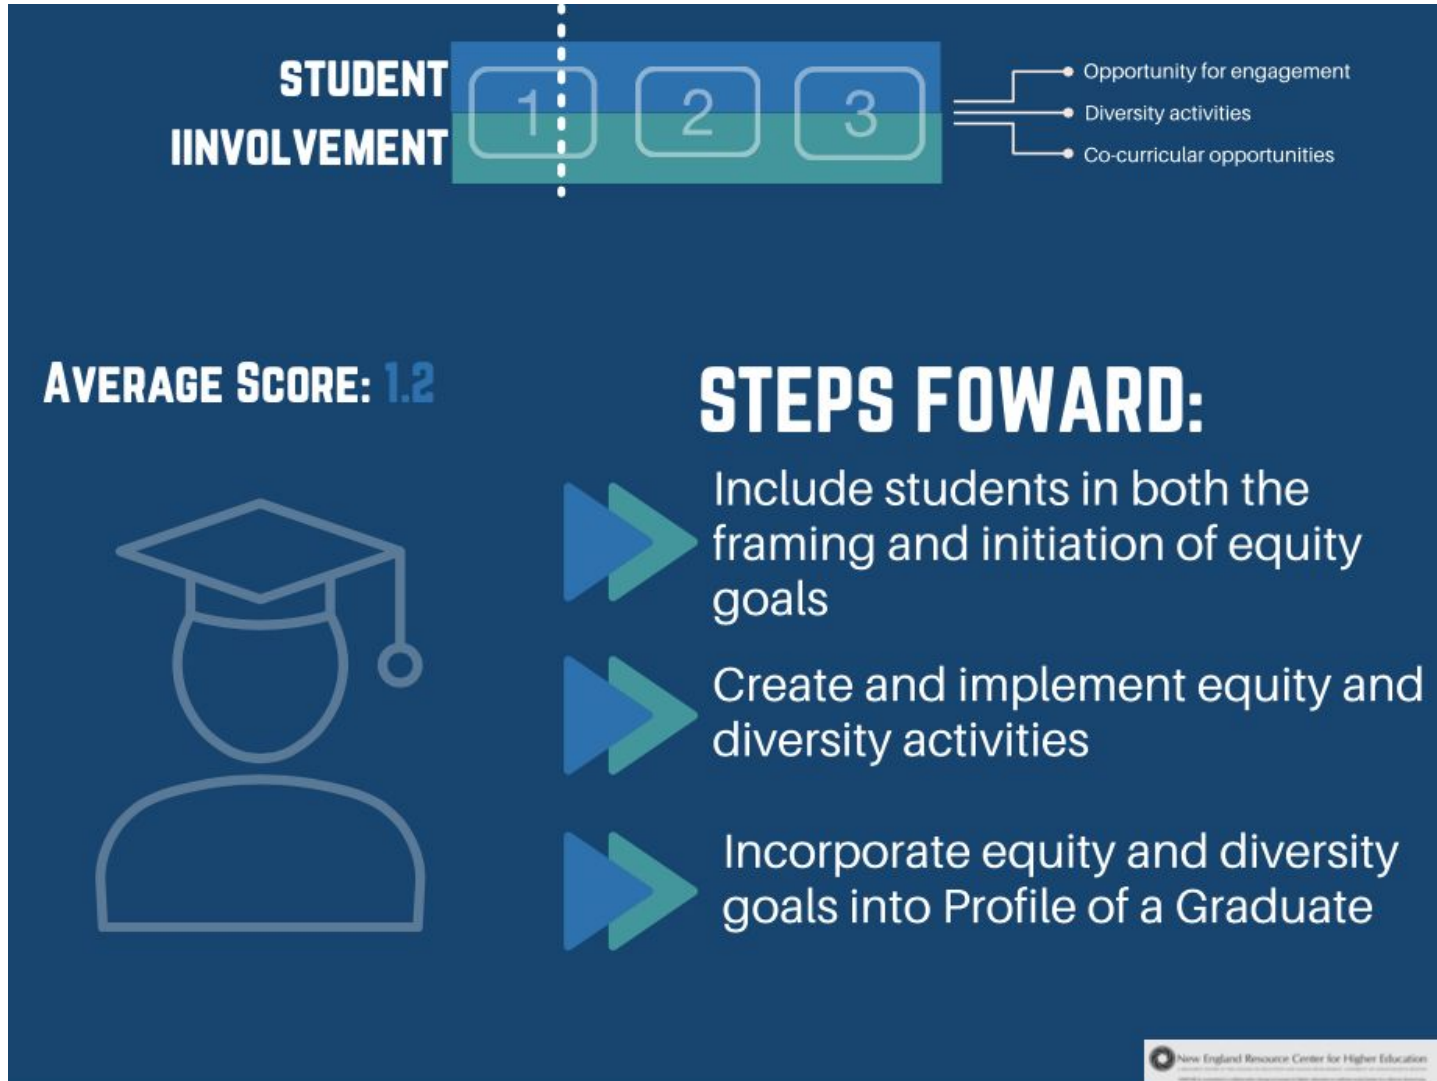 STUDENT
IINVOLVEMENT
1 2 3
Opportunity for engagement
Diversity activities
Co-curricular opportunities
AVERAGE SCORE: 1.2
STEPS FOWARD:
Include students in both the
framing and initiation of equity
goals
Create and implement equity and
diversity activities
Incorporate equity and diversity
goals into Profile of a Graduate
New England Resource Center for Higher Education